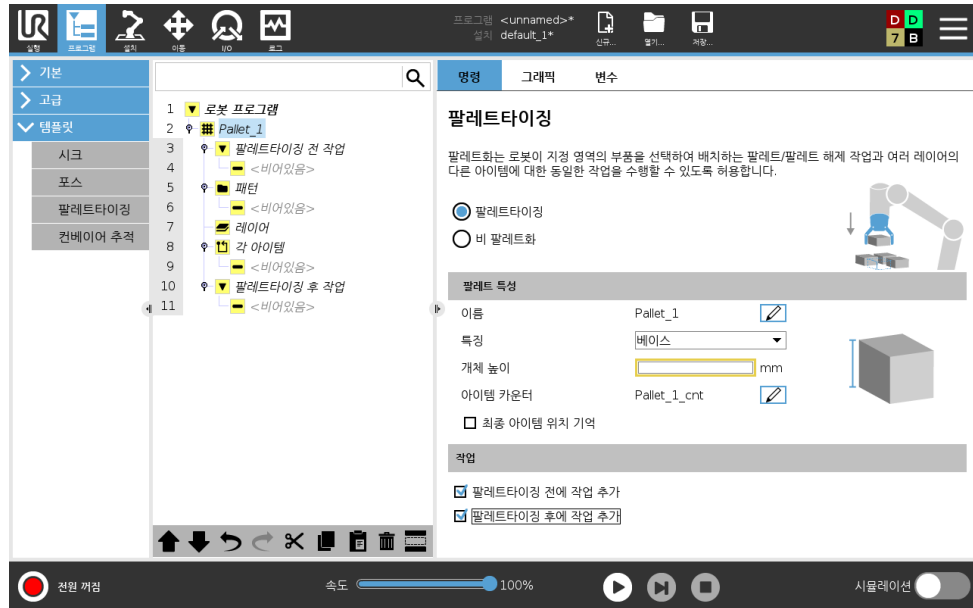 UR
실행
프로그램
설치
이동
I/O
로그
프로그램 <unnamed>*
설치 default_1*
신규...
열기...
저장...
D D
7 B
기본
고급
템플릿
시크
포스
팔레트타이징
컨베이어 추적
1 로봇 프로그램
2 Pallet_1
3 팔레트타이징 전 작업
4 <비어있음>
5 패턴
6 <비어있음>
7 레이어
8 각 아이템
9 <비어있음>
10 팔레트타이징 후 작업
11 <비어있음>
명령 그래픽 변수
팔레트타이징
팔레트화는 로봇이 지정 영역의 부품을 선택하여 배치하는 팔레트/팔레트 해제 작업과 여러 레이어의
다른 아이템에 대한 동일한 작업을 수행할 수 있도록 허용합니다.
팔레트타이징
비 팔레트화
팔레트 특성
이름 Pallet_1
특징 베이스
개체 높이 mm
아이템 카운터 Pallet_1_cnt
최종 아이템 위치 기억
작업
팔레트타이징 전에 작업 추가
팔레트타이징 후에 작업 추가
전원 꺼짐
속도 100%
시뮬레이션